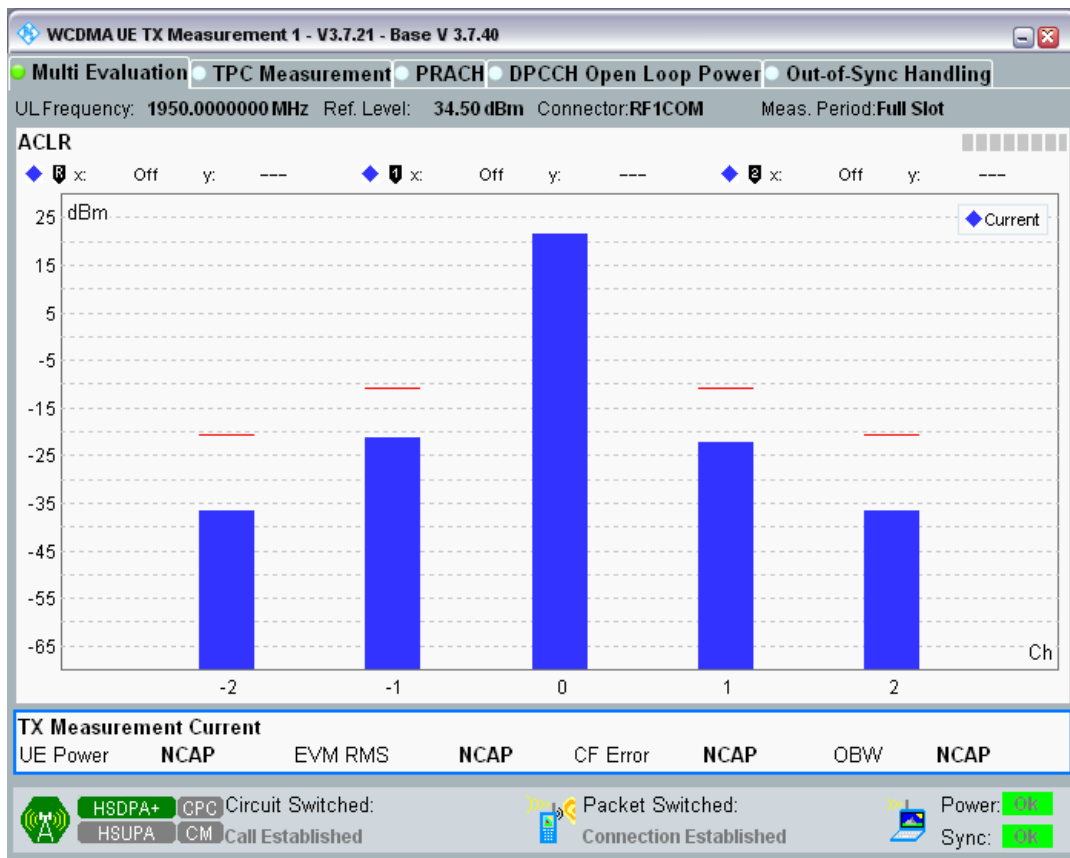 WCDMA UE TX Measurement 1 - V3.7.21 - Base V 3.7.40
Multi Evaluation TPC Measurement PRACH DPCCH Open Loop Power Out-of-Sync Handling
UL Frequency: 1950.0000000 MHz Ref. Level: 34.50 dBm Connector:RF1COM Meas. Period:Full Slot
ACLR
R x: Off y: --- 1 x: Off y: --- 2 x: Off y: ---
dBm
Current
25
15
5
-5
-15
-25
-35
-45
-55
-65
Ch
-2 -1 0 1 2
TX Measurement Current
UE Power NCAP EVM RMS NCAP CF Error NCAP OBW NCAP
HSDPA+ CPC Circuit Switched: Packet Switched: Power: Ok
HSUPA CM Call Established Connection Established Sync: Ok